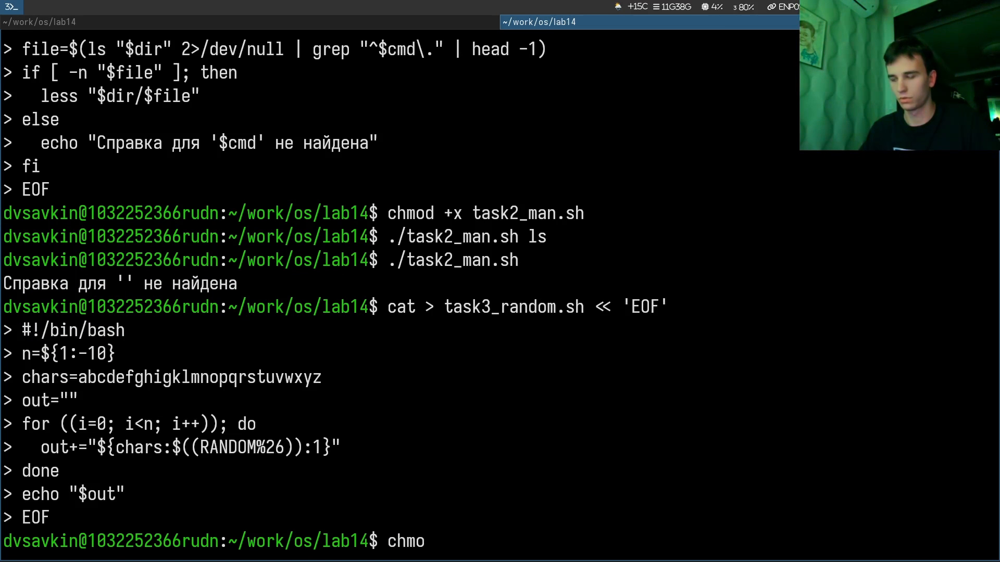 3>_
+15C 11G38G 4% 3 80% ENPO
~/work/os/lab14 ~/work/os/lab14
> file=$(ls "$dir" 2>/dev/null | grep "^$cmd\." | head -1)
> if [ -n "$file" ]; then
>   less "$dir/$file"
> else
>   echo "Справка для '$cmd' не найдена"
> fi
> EOF
dvsavkin@1032252366rudn:~/work/os/lab14$ chmod +x task2_man.sh
dvsavkin@1032252366rudn:~/work/os/lab14$ ./task2_man.sh ls
dvsavkin@1032252366rudn:~/work/os/lab14$ ./task2_man.sh
Справка для '' не найдена
dvsavkin@1032252366rudn:~/work/os/lab14$ cat > task3_random.sh << 'EOF'
> #!/bin/bash
> n=${1:-10}
> chars=abcdefghigklmnopqrstuvwxyz
> out=""
> for ((i=0; i<n; i++)); do
>   out+="${chars:$((RANDOM%26)):1}"
> done
> echo "$out"
> EOF
dvsavkin@1032252366rudn:~/work/os/lab14$ chmo